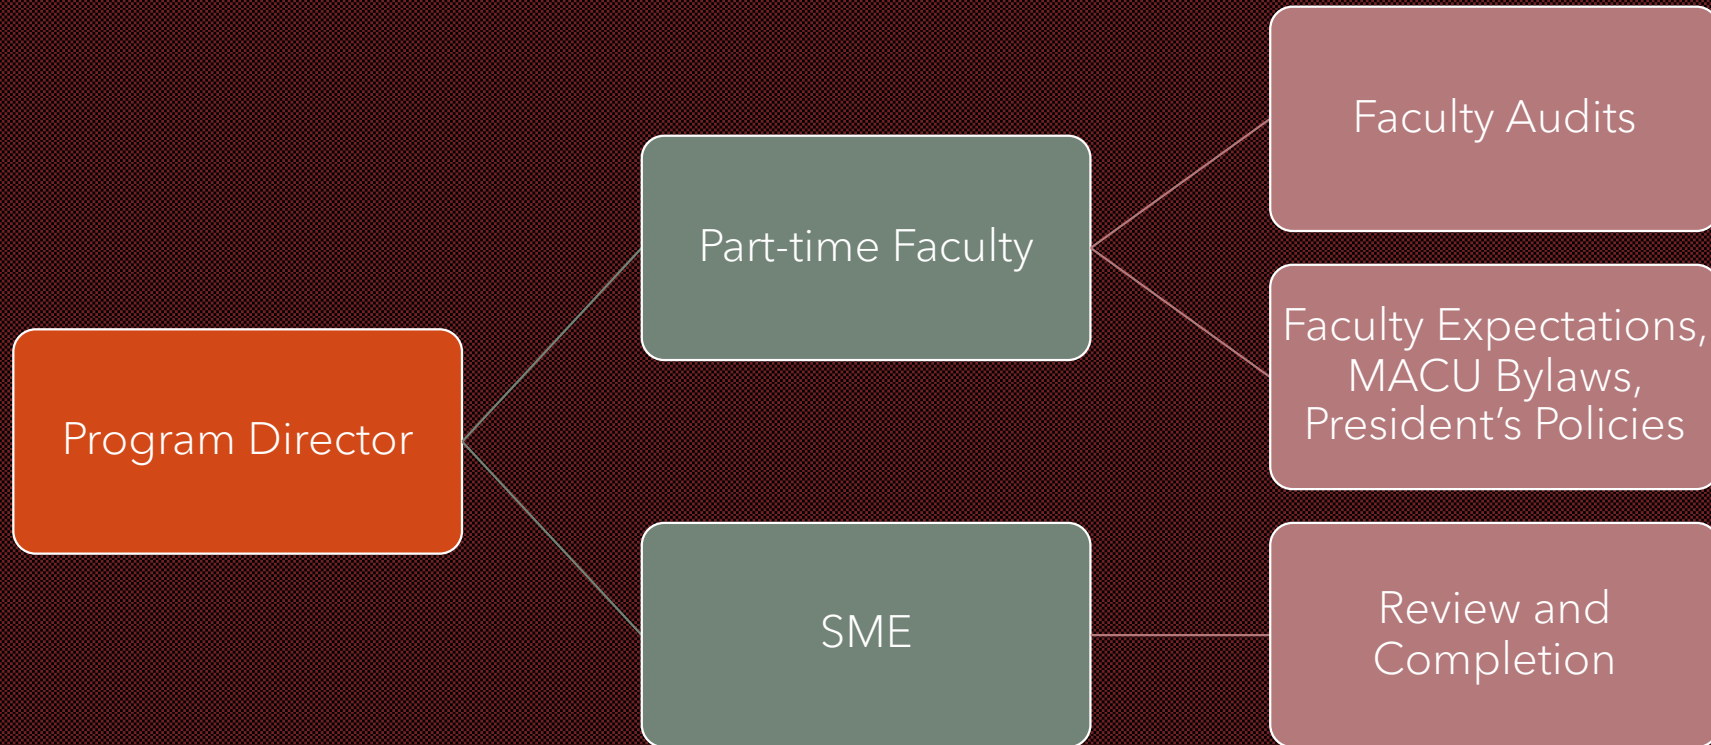 Program Director
Part-time Faculty
SME
Faculty Audits
Faculty Expectations,
MACU Bylaws,
President’s Policies
Review and
Completion